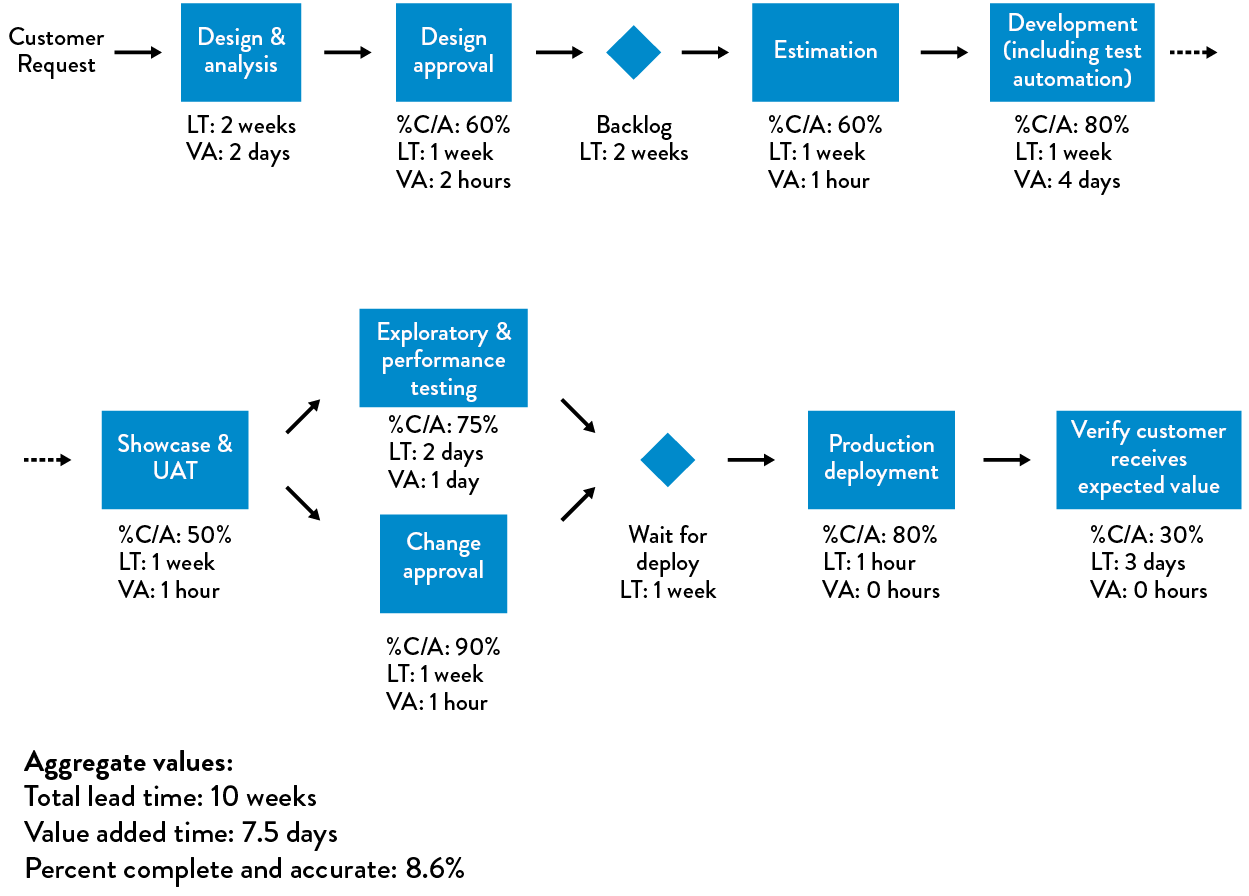 Customer
Request
Design &
analysis
LT: 2 weeks
VA: 2 days
Design
approval
%C/A: 60%
LT: 1 week
VA: 2 hours
Backlog
LT: 2 weeks
Estimation
%C/A: 60%
LT: 1 week
VA: 1 hour
Development
(including test
automation)
%C/A: 80%
LT: 1 week
VA: 4 days
Showcase &
UAT
%C/A: 50%
LT: 1 week
VA: 1 hour
Exploratory &
performance
testing
%C/A: 75%
LT: 2 days
VA: 1 day
Change
approval
%C/A: 90%
LT: 1 week
VA: 1 hour
Wait for
deploy
LT: 1 week
Production
deployment
%C/A: 80%
LT: 1 hour
VA: 0 hours
Verify customer
receives
expected value
%C/A: 30%
LT: 3 days
VA: 0 hours
Aggregate values:
Total lead time: 10 weeks
Value added time: 7.5 days
Percent complete and accurate: 8.6%